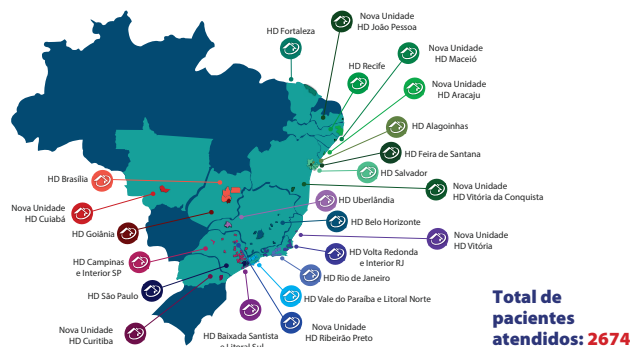 Nova Unidade
HD João Pessoa
HD Fortaleza
Nova Unidade
HD Maceió
HD Recife
Nova Unidade
HD Aracaju
HD Alagoinhas
HD Feira de Santana
HD Salvador
HD Brasília
Nova Unidade
HD Vitória da Conquista
HD Uberlândia
Nova Unidade
HD Cuiabá
HD Belo Horizonte
HD Goiânia
Nova Unidade
HD Vitória
HD Volta Redonda
e Interior RJ
HD Campinas
e Interior SP
HD Rio de Janeiro
HD São Paulo
HD Vale do Paraíba e Litoral Norte
Nova Unidade
HD Curitiba
HD Baixada Santista
e Litoral Sul
Nova Unidade
HD Ribeirão Preto
Total de
pacientes
atendidos: 2674